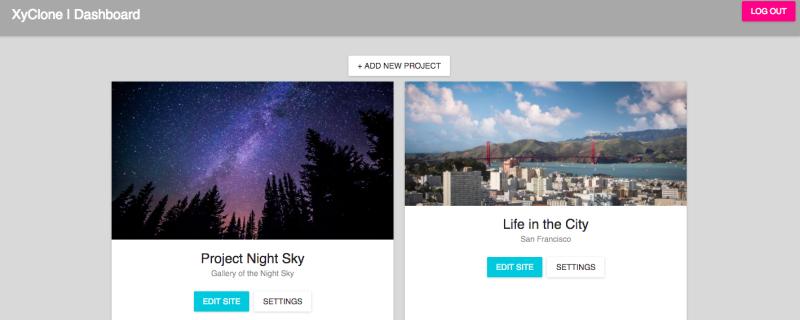 XyClone | Dashboard
LOG OUT
+ ADD NEW PROJECT
Project Night Sky
Gallery of the Night Sky
EDIT SITE
SETTINGS
Life in the City
San Francisco
EDIT SITE
SETTINGS